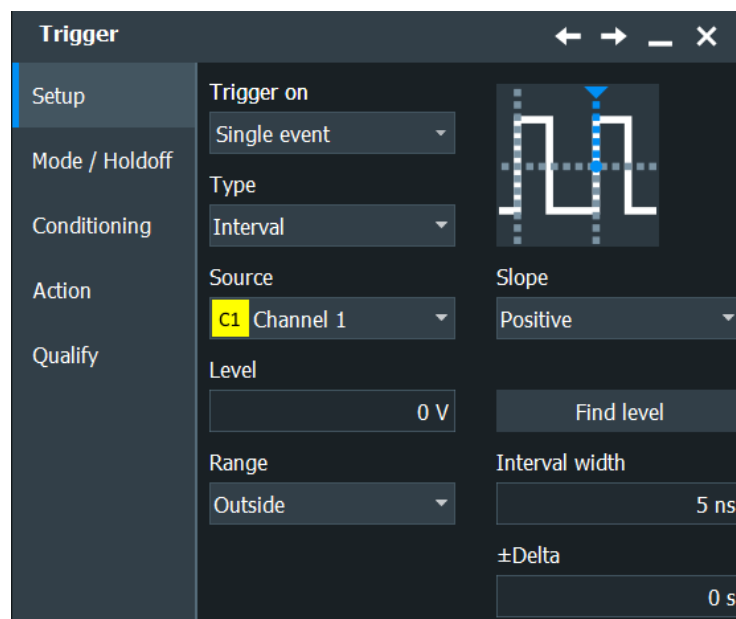 Trigger
Setup
Mode / Holdoff
Conditioning
Action
Qualify
Trigger on
Single event
Type
Interval
Source
C1 Channel 1
Slope
Positive
Level
0 V
Find level
Range
Outside
Interval width
5 ns
±Delta
0 s